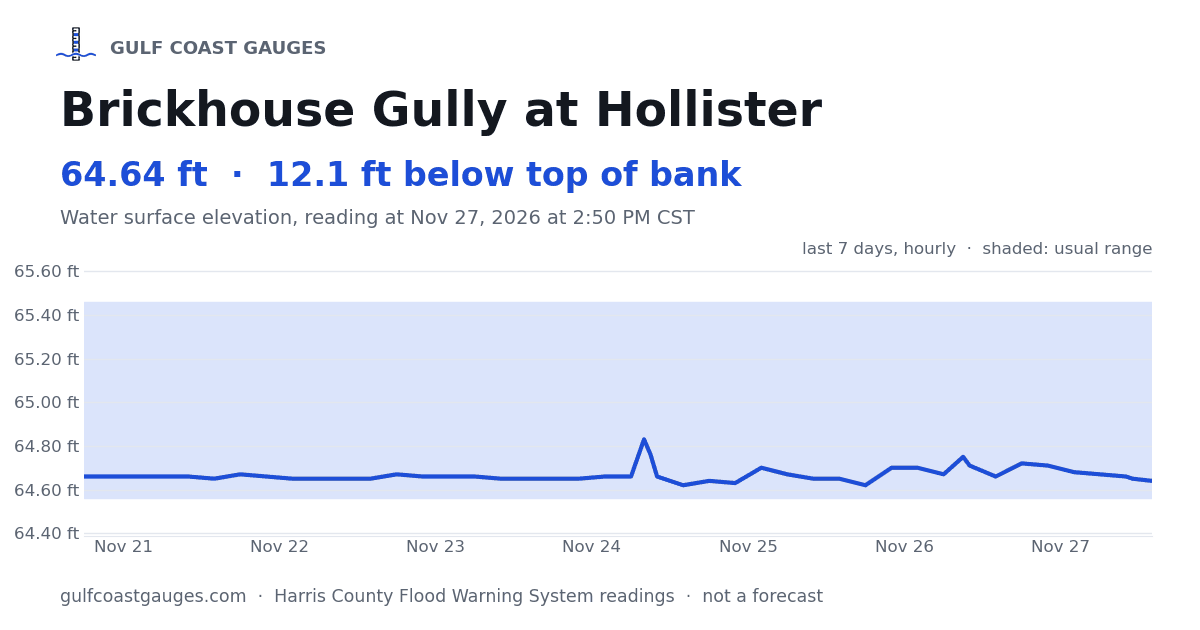 GULF COAST GAUGES
Brickhouse Gully at Hollister
64.64 ft · 12.1 ft below top of bank
Water surface elevation, reading at Nov 27, 2026 at 2:50 PM CST
last 7 days, hourly · shaded: usual range
65.60 ft
65.40 ft
65.20 ft
65.00 ft
64.80 ft
64.60 ft
64.40 ft
Nov 21 Nov 22 Nov 23 Nov 24 Nov 25 Nov 26 Nov 27
gulfcoastgauges.com · Harris County Flood Warning System readings · not a forecast